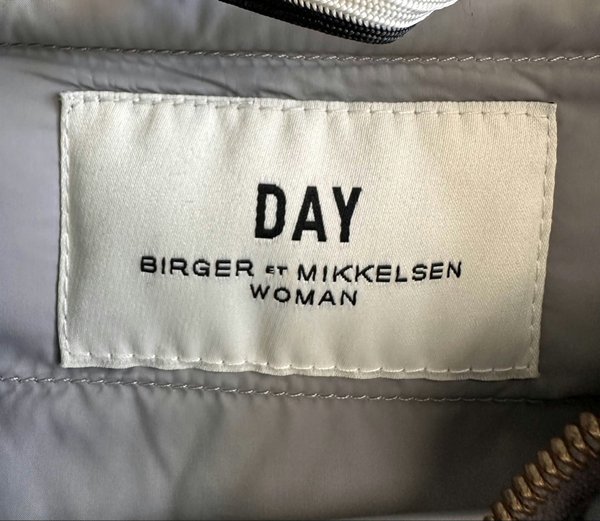 DAY
BIRGER ET MIKKELSEN
WOMAN